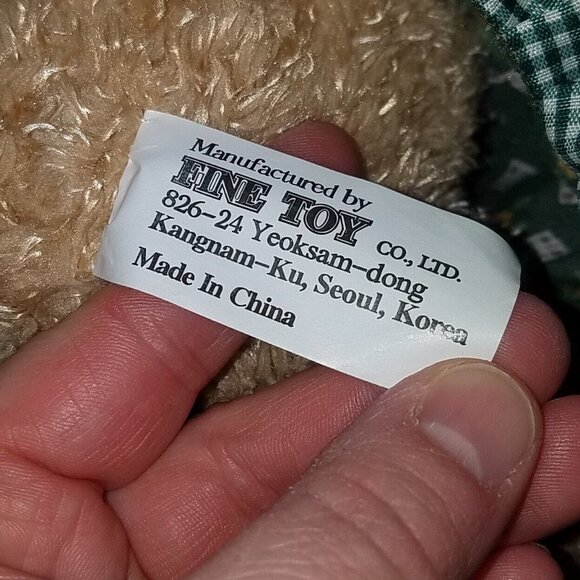 Manufactured by
FINE TOY CO., LTD.
826-24 Yeoksam-dong
Kangnam-Ku, Seoul, Korea
Made In China